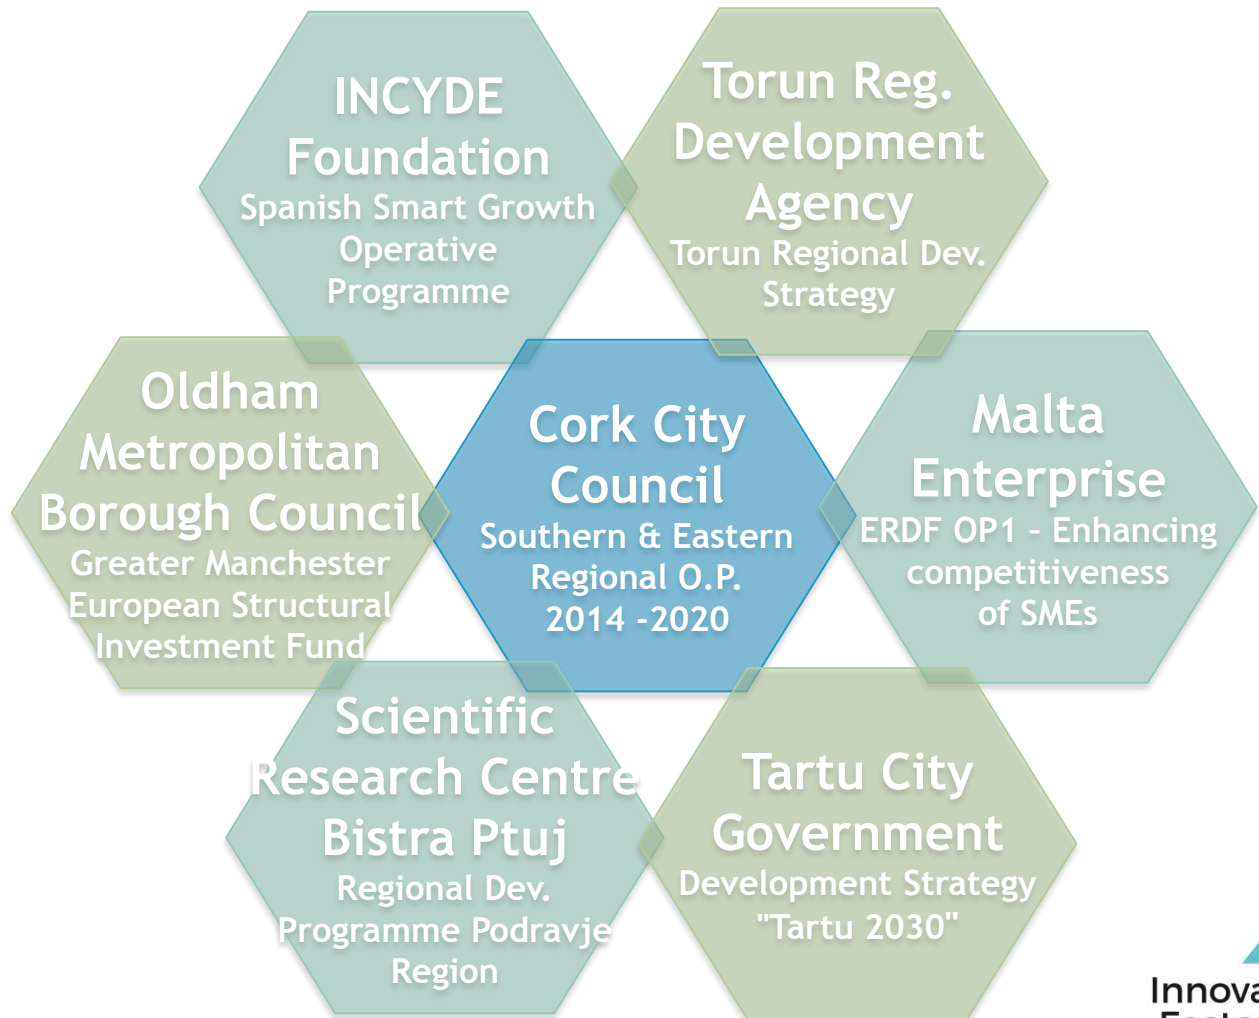 INCYDE
Foundation
Spanish Smart Growth
Operative
Programme
Torun Reg.
Development
Agency
Torun Regional Dev.
Strategy
Oldham
Metropolitan
Borough Council
Greater Manchester
European Structural
Investment Fund
Cork City
Council
Southern & Eastern
Regional O.P.
2014 -2020
Malta
Enterprise
ERDF OP1 – Enhancing
competitiveness
of SMEs
Scientific
Research Centre
Bistra Ptuj
Regional Dev.
Programme Podravje
Region
Tartu City
Government
Development Strategy
"Tartu 2030"